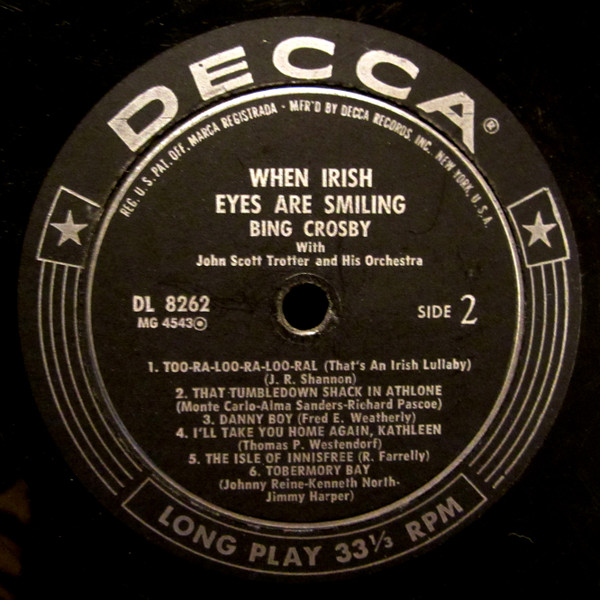 DECCA®
REG. U.S. PAT. OFF. MARCA REGISTRADA • MFR'D BY DECCA RECORDS, INC. NEW YORK, U.S.A.
WHEN IRISH
EYES ARE SMILING
BING CROSBY
With
John Scott Trotter and His Orchestra
DL 8262
MG 4543
SIDE 2
1. TOO-RA-LOO-RA-LOO-RAL (That's An Irish Lullaby)
(J. R. Shannon)
2. THAT TUMBLEDOWN SHACK IN ATHLONE
(Monte Carlo-Alma Sanders-Richard Pascoe)
3. DANNY BOY (Fred E. Weatherly)
4. I'LL TAKE YOU HOME AGAIN, KATHLEEN
(Thomas P. Westendorf)
5. THE ISLE OF INNISFREE (R. Farrelly)
6. TOBERMORY BAY
(Johnny Reine-Kenneth North-
Jimmy Harper)
LONG PLAY 33⅓ RPM